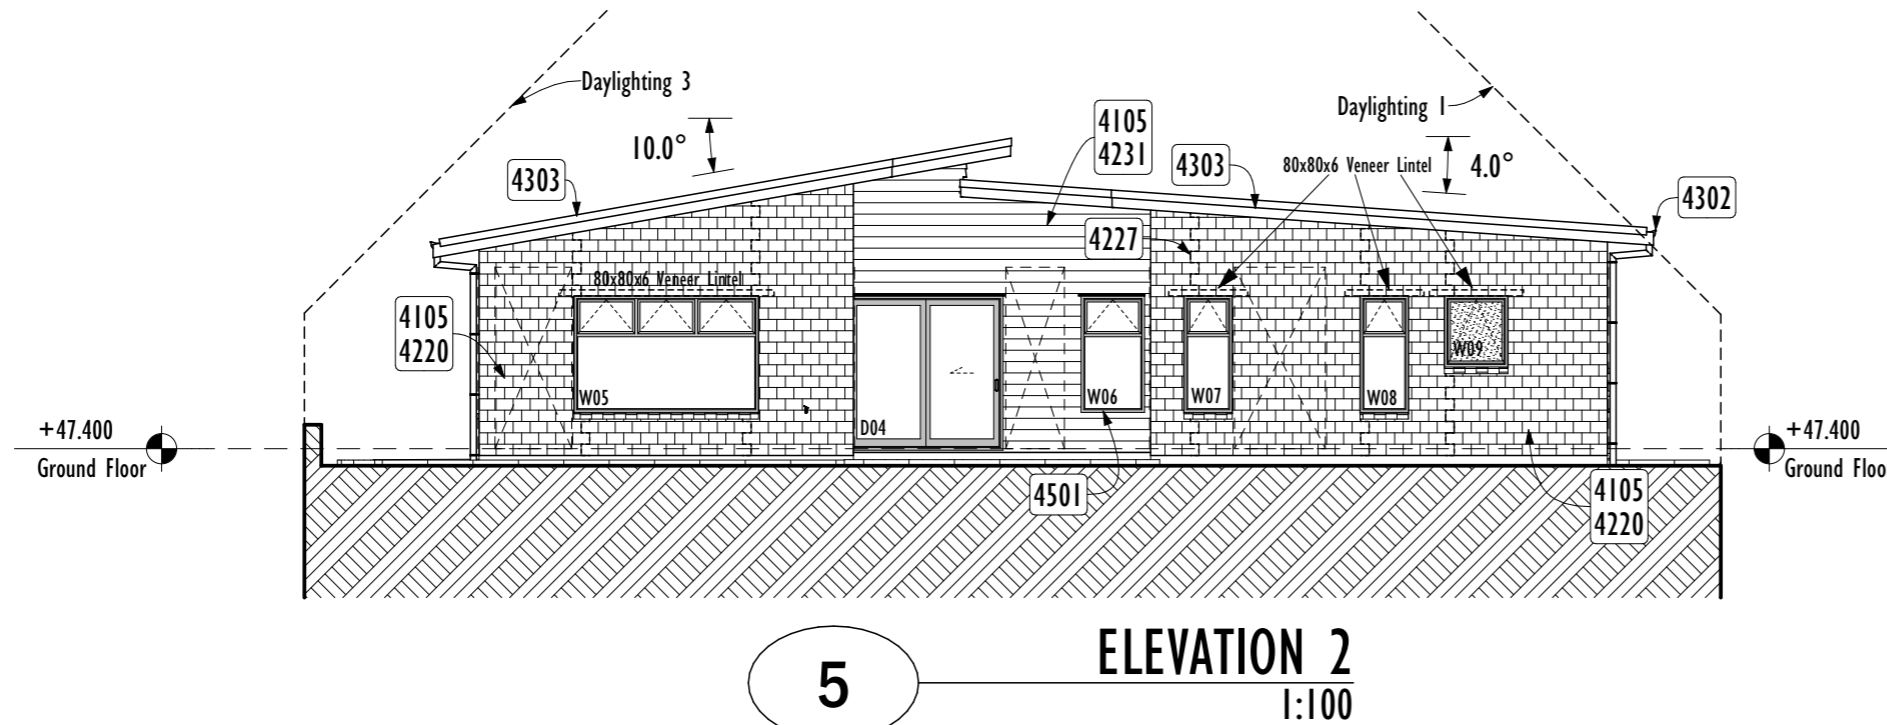 Daylighting 3
Daylighting 1
10.0°
4105
4231
80x80x6 Veneer Lintel
4.0°
4303
4303
4302
4227
80x80x6 Veneer Lintel
4105
4220
W05
D04
W06
W07
W08
W09
+47.400
Ground Floor
+47.400
Ground Floo
4501
4105
4220
5
ELEVATION 2
1:100